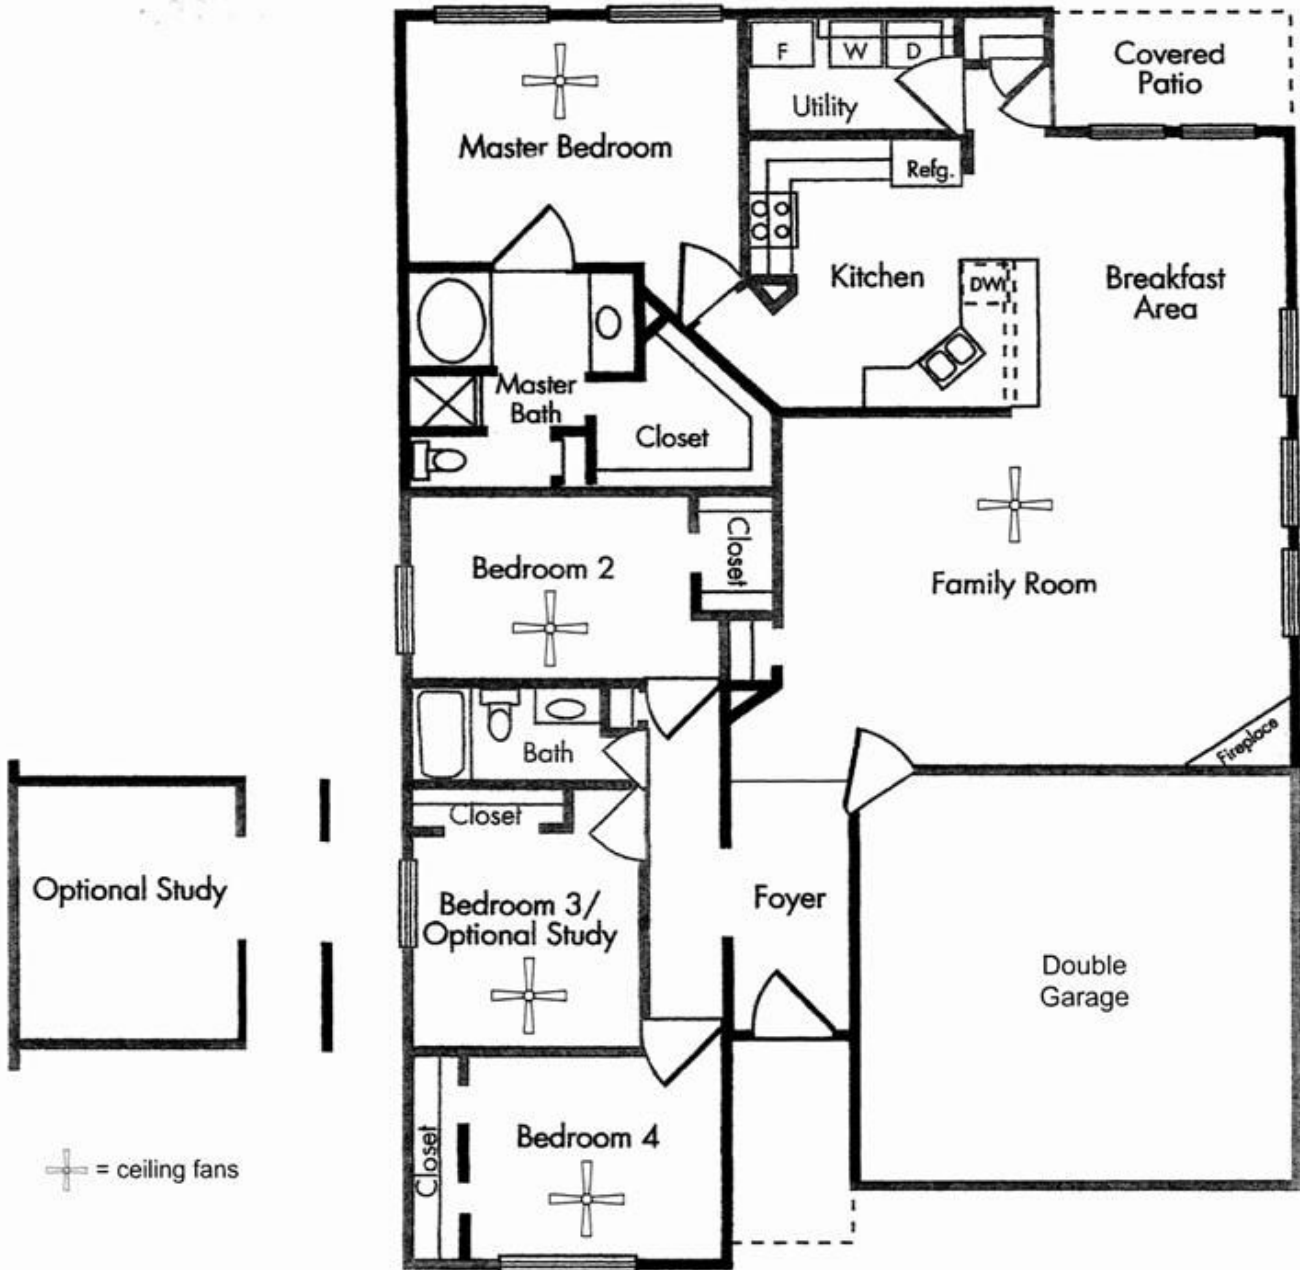 F
W
D
Utility
Covered
Patio
Master Bedroom
Refg.
Kitchen
DW
Breakfast
Area
Master
Bath
Closet
Bedroom 2
Closet
Family Room
Bath
Fireplace
Closet
Optional Study
Bedroom 3/
Optional Study
Foyer
Double
Garage
Closet
Bedroom 4
= ceiling fans